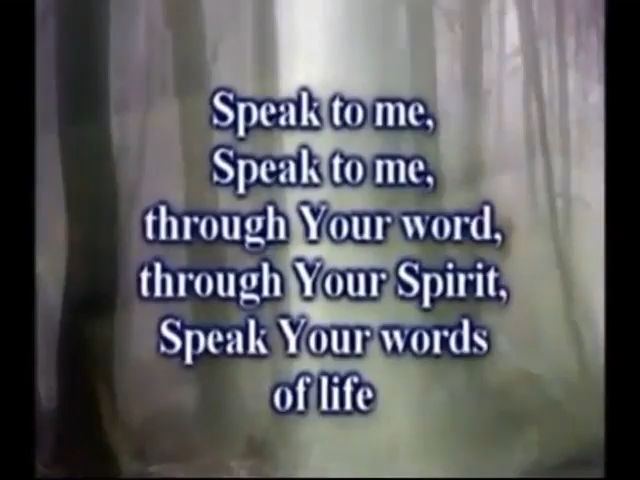 Speak to me,
Speak to me,
through Your word,
through Your Spirit,
Speak Your words
of life